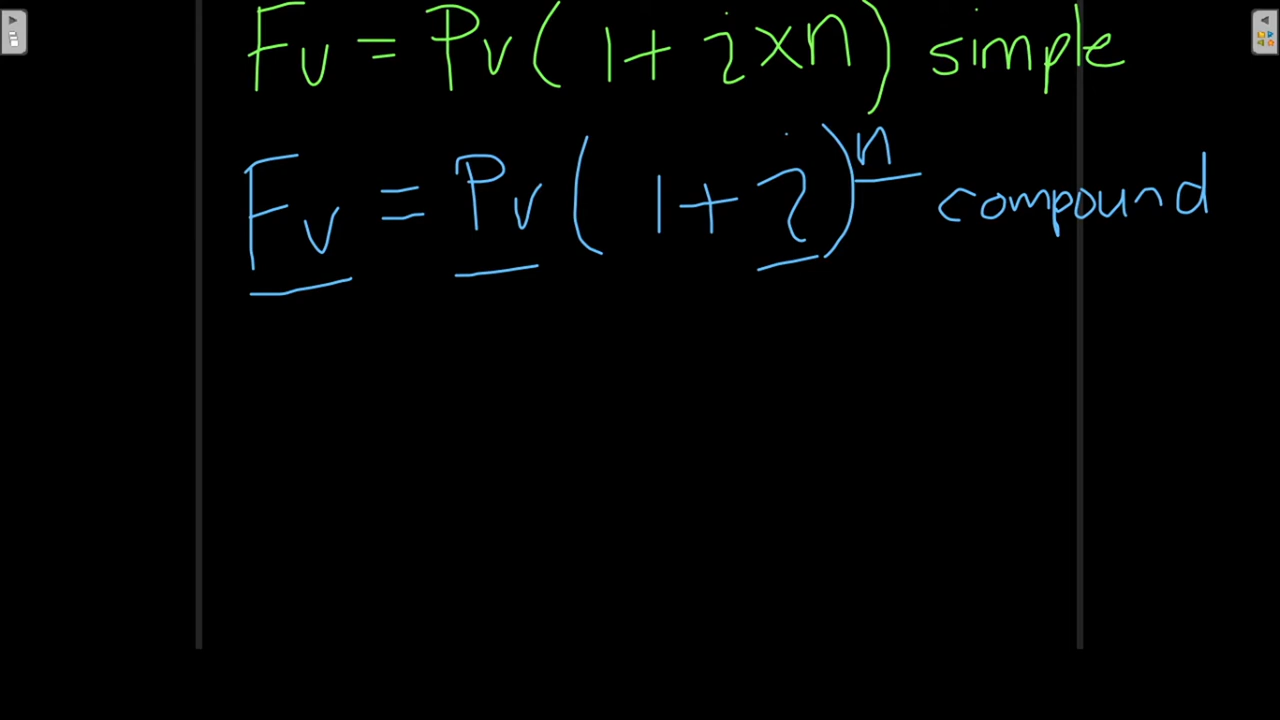 Fv = Pv ( 1 + i × n ) simple
Fv = Pv ( 1 + i )ⁿ compound